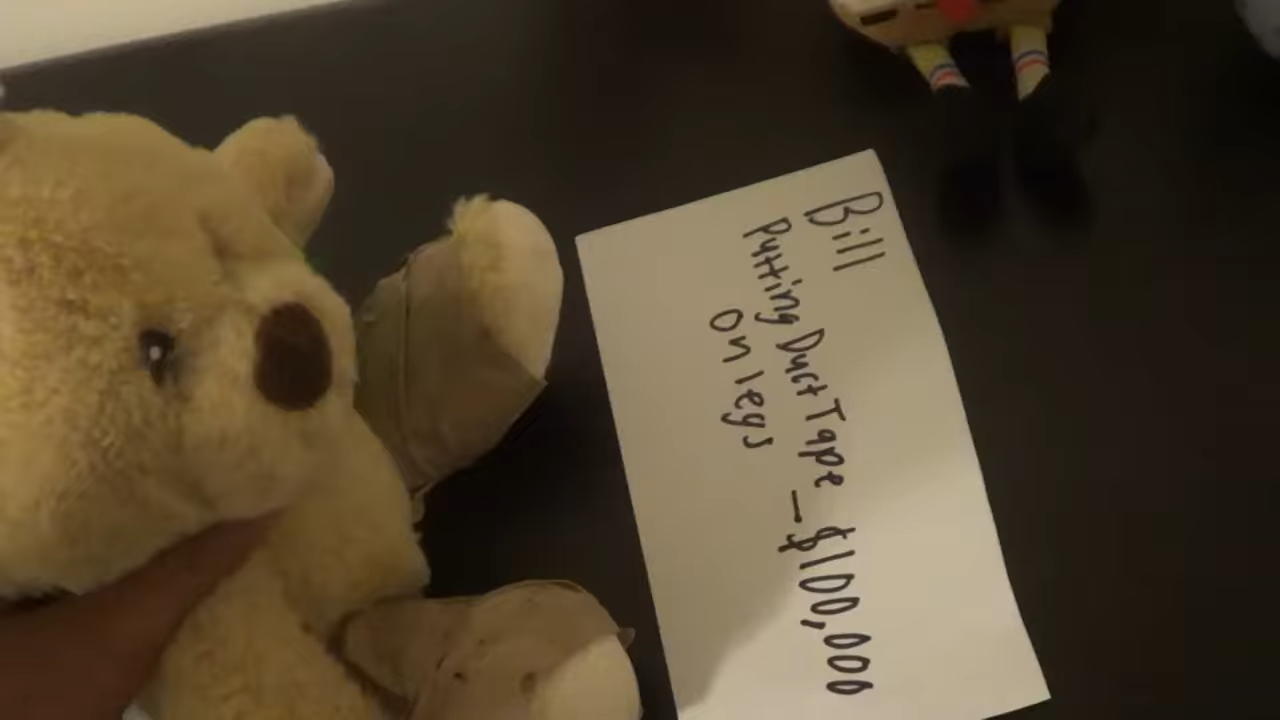 Bill
Putting Duct Tape — $100,000
on legs